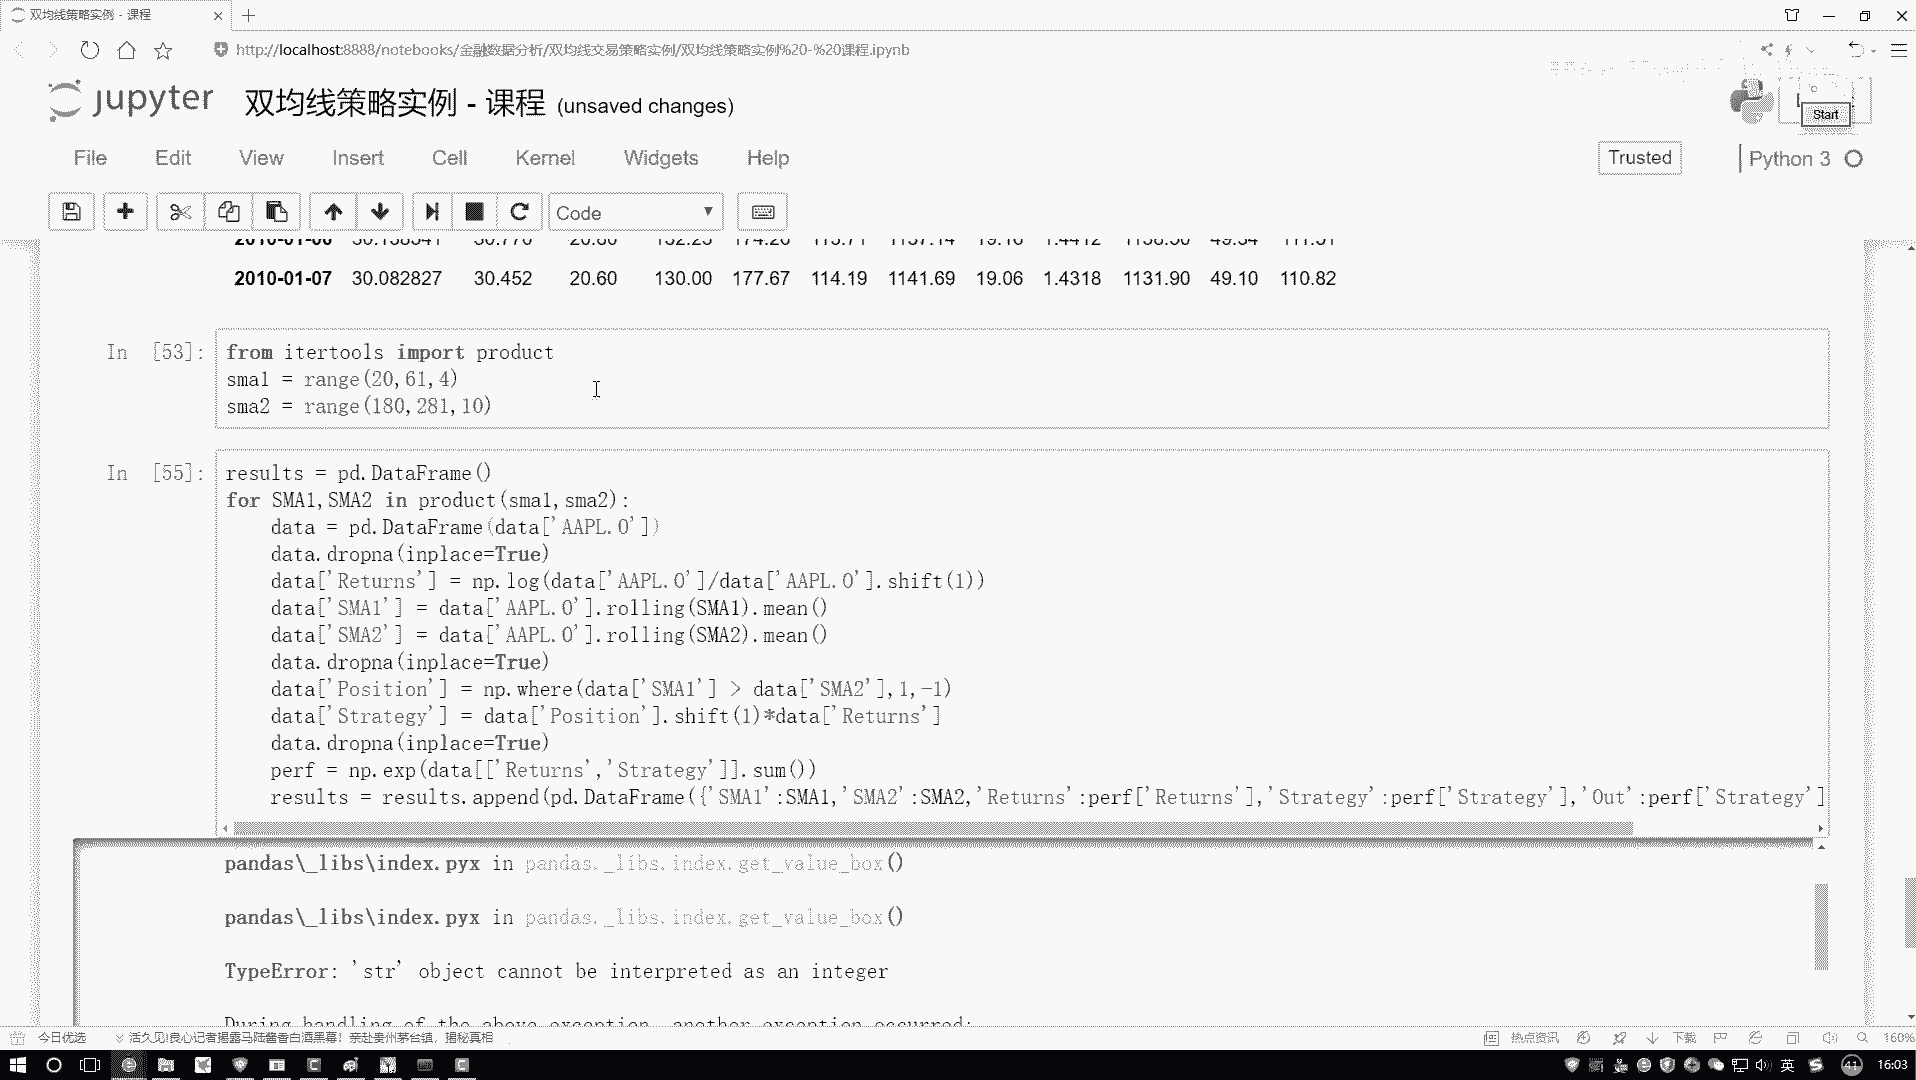 双均线策略实例 - 课程
http://localhost:8888/notebooks/金融数据分析/双均线交易策略实例/双均线策略实例%20-%20课程.ipynb
jupyter 双均线策略实例 - 课程 (unsaved changes)
Start
File Edit View Insert Cell Kernel Widgets Help
Trusted Python 3
Code
2010-01-07 30.082827 30.452 20.60 130.00 177.67 114.19 1141.69 19.06 1.4318 1131.90 49.10 110.82
In [53]:
from itertools import product
sma1 = range(20,61,4)
sma2 = range(180,281,10)
In [55]:
results = pd.DataFrame()
for SMA1,SMA2 in product(sma1,sma2):
data = pd.DataFrame(data['AAPL.O'])
data.dropna(inplace=True)
data['Returns'] = np.log(data['AAPL.O']/data['AAPL.O'].shift(1))
data['SMA1'] = data['AAPL.O'].rolling(SMA1).mean()
data['SMA2'] = data['AAPL.O'].rolling(SMA2).mean()
data.dropna(inplace=True)
data['Position'] = np.where(data['SMA1'] > data['SMA2'],1,-1)
data['Strategy'] = data['Position'].shift(1)*data['Returns']
data.dropna(inplace=True)
perf = np.exp(data[['Returns','Strategy']].sum())
results = results.append(pd.DataFrame({'SMA1':SMA1,'SMA2':SMA2,'Returns':perf['Returns'],'Strategy':perf['Strategy'],'Out':perf['Strategy']
pandas\_libs\index.pyx in pandas._libs.index.get_value_box()
pandas\_libs\index.pyx in pandas._libs.index.get_value_box()
TypeError: 'str' object cannot be interpreted as an integer
During handling of the above exception, another exception occurred:
今日优选 活久见!良心记者揭露马陆酱香白酒黑幕! 亲赴贵州茅台镇, 揭秘真相
热点资讯 下载 160%
英 41 16:03